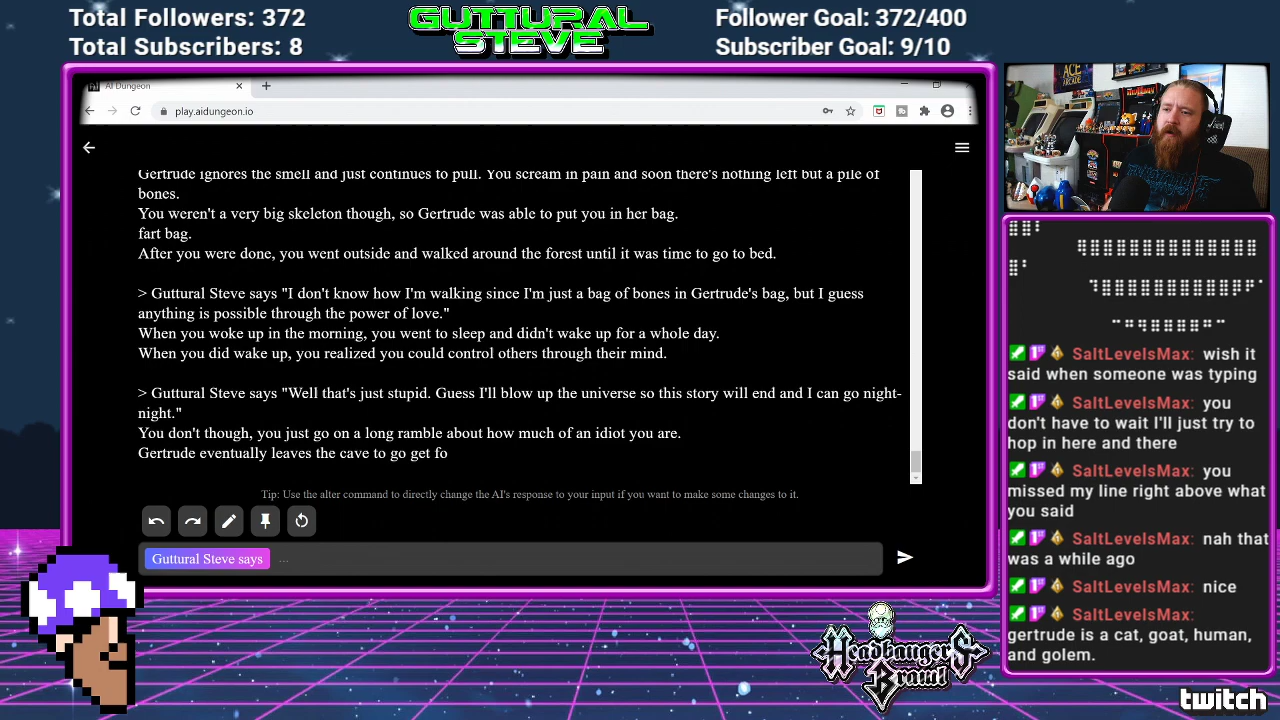 Total Followers: 372
Total Subscribers: 8
GUTTURAL
STEVE
Follower Goal: 372/400
Subscriber Goal: 9/10
AI Dungeon
play.aidungeon.io
Gertrude ignores the smell and just continues to pull. You scream in pain and soon there's nothing left but a pile of
bones.
You weren't a very big skeleton though, so Gertrude was able to put you in her bag.
fart bag.
After you were done, you went outside and walked around the forest until it was time to go to bed.
> Guttural Steve says "I don't know how I'm walking since I'm just a bag of bones in Gertrude's bag, but I guess
anything is possible through the power of love."
When you woke up in the morning, you went to sleep and didn't wake up for a whole day.
When you did wake up, you realized you could control others through their mind.
> Guttural Steve says "Well that's just stupid. Guess I'll blow up the universe so this story will end and I can go night-
night."
You don't though, you just go on a long ramble about how much of an idiot you are.
Gertrude eventually leaves the cave to go get fo
Tip: Use the alter command to directly change the AI's response to your input if you want to make some changes to it.
Guttural Steve says ...
ACE
ARCADE
SaltLevelsMax: wish it
said when someone was typing
SaltLevelsMax: you
don't have to wait I'll just try to
hop in here and there
SaltLevelsMax: you
missed my line right above what
you said
SaltLevelsMax: nah that
was a while ago
SaltLevelsMax: nice
SaltLevelsMax:
gertrude is a cat, goat, human,
and golem.
Headbangers
Brawl
twitch